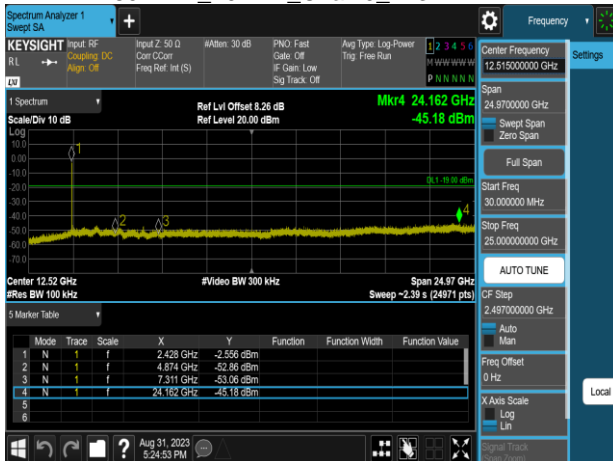 Spectrum Analyzer 1
Swept SA
Frequency
KEYSIGHT
RL
LXI
Input: RF
Coupling: DC
Align: Off
Input Z: 50 Ω
Corr CCorr
Freq Ref: Int (S)
#Atten: 30 dB
PNO: Fast
Gate: Off
IF Gain: Low
Sig Track: Off
Avg Type: Log-Power
Trig: Free Run
1 2 3 4 5 6
M W W W W W
P N N N N N
Center Frequency
12.515000000 GHz
Settings
Span
24.9700000 GHz
Swept Span
Zero Span
Full Span
Start Freq
30.000000 MHz
Stop Freq
25.000000000 GHz
AUTO TUNE
CF Step
2.497000000 GHz
Auto
Man
Freq Offset
0 Hz
X Axis Scale
Log
Lin
Signal Track
(Span Zoom)
Local
1 Spectrum
Scale/Div 10 dB
Ref Lvl Offset 8.26 dB
Ref Level 20.00 dBm
Mkr4 24.162 GHz
-45.18 dBm
Log
10.0
0.00
-10.0
-20.0
-30.0
-40.0
-50.0
-60.0
-70.0
1
2
3
4
DL1 -19.00 dBm
Center 12.52 GHz
#Res BW 100 kHz
#Video BW 300 kHz
Span 24.97 GHz
Sweep ~2.39 s (24971 pts)
5 Marker Table
Mode Trace Scale X Y Function Function Width Function Value
1 N 1 f 2.428 GHz -2.556 dBm
2 N 1 f 4.874 GHz -52.86 dBm
3 N 1 f 7.311 GHz -53.06 dBm
4 N 1 f 24.162 GHz -45.18 dBm
5
6
?
Aug 31, 2023
5:24:53 PM